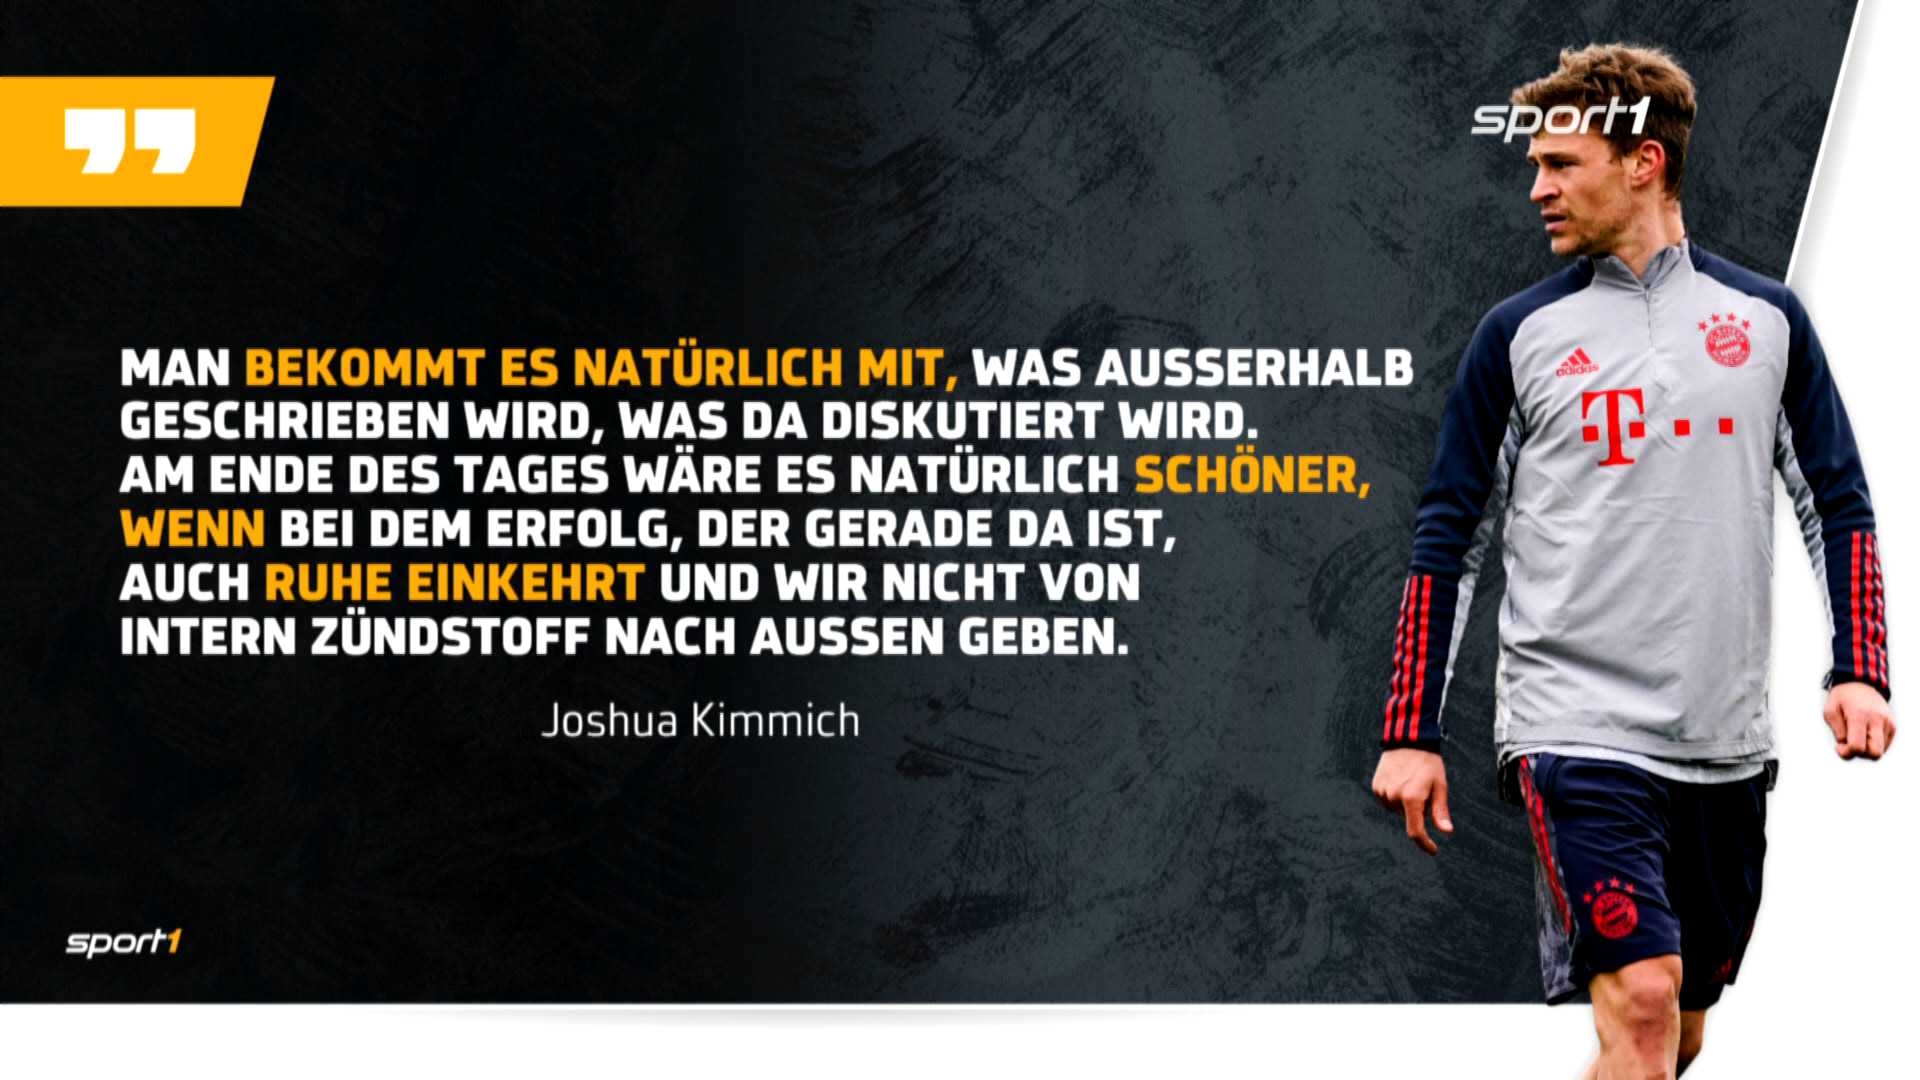 sport1
MAN BEKOMMT ES NATÜRLICH MIT, WAS AUSSERHALB
GESCHRIEBEN WIRD, WAS DA DISKUTIERT WIRD.
AM ENDE DES TAGES WÄRE ES NATÜRLICH SCHÖNER,
WENN BEI DEM ERFOLG, DER GERADE DA IST,
AUCH RUHE EINKEHRT UND WIR NICHT VON
INTERN ZÜNDSTOFF NACH AUSSEN GEBEN.
Joshua Kimmich
adidas
T
sport1